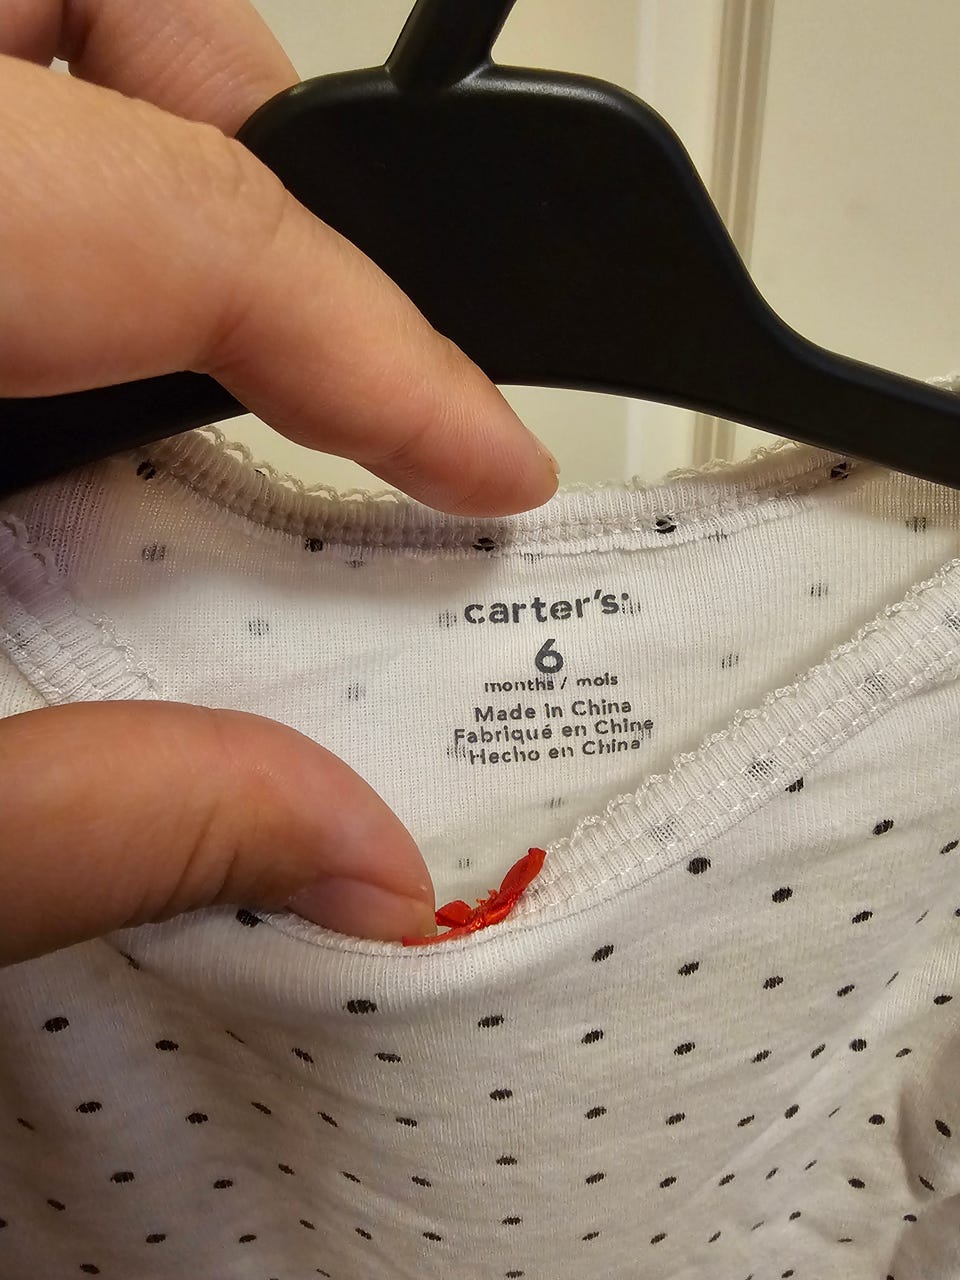 carter's
6
months / mois
Made in China
Fabriqué en Chine
Hecho en China